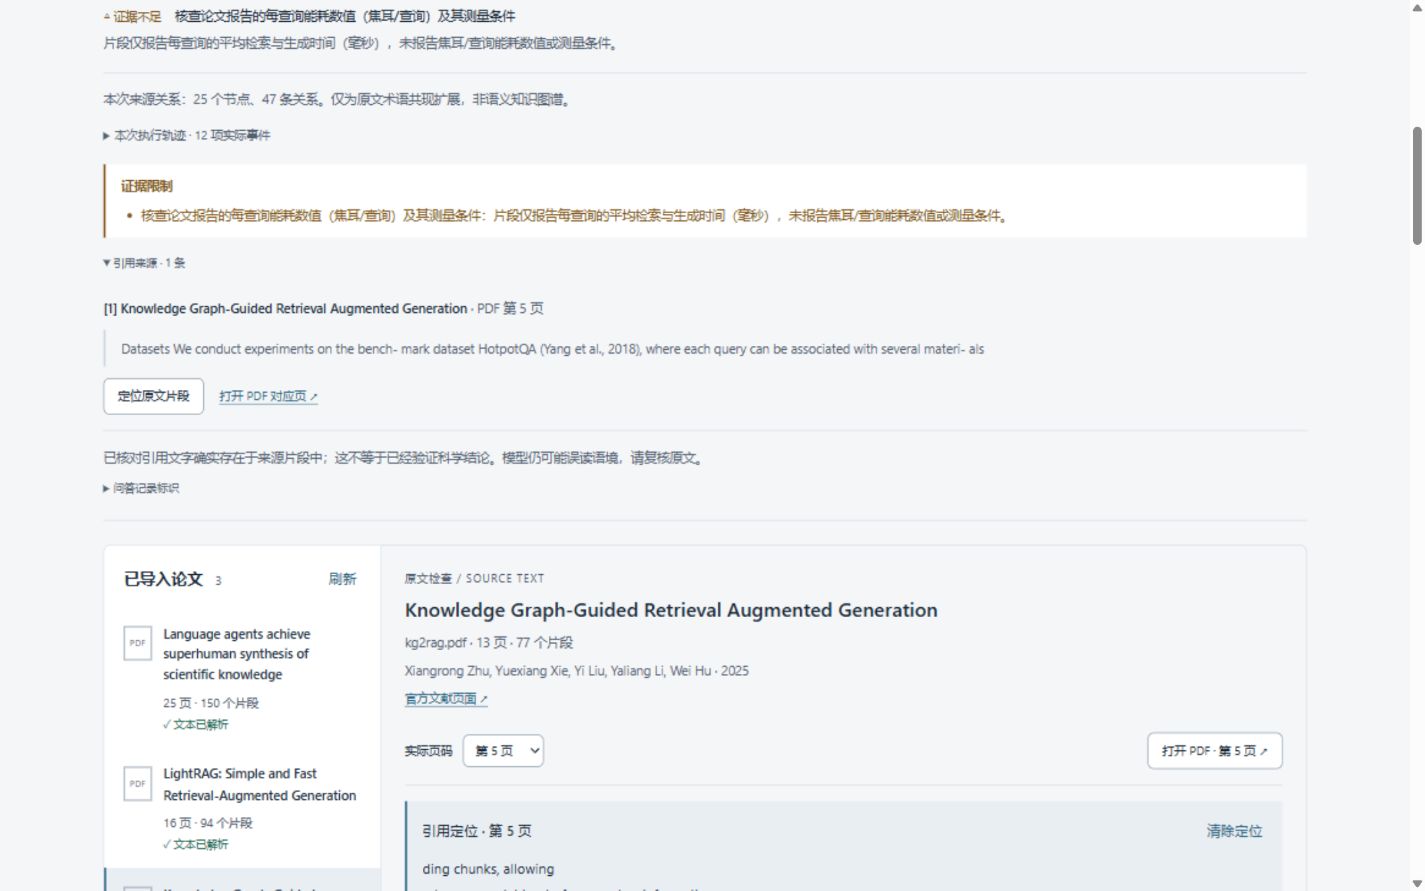 证据不足 核查论文报告的每查询能耗数值（焦耳/查询）及其测量条件
片段仅报告每查询的平均检索与生成时间（毫秒），未报告焦耳/查询能耗数值或测量条件。
本次来源关系：25 个节点、47 条关系。仅为原文术语共现扩展，非语义知识图谱。
▶ 本次执行轨迹 · 12 项实际事件
证据限制
• 核查论文报告的每查询能耗数值（焦耳/查询）及其测量条件：片段仅报告每查询的平均检索与生成时间（毫秒），未报告焦耳/查询能耗数值或测量条件。
▼ 引用来源 · 1 条
[1] Knowledge Graph-Guided Retrieval Augmented Generation · PDF 第 5 页
Datasets We conduct experiments on the bench- mark dataset HotpotQA (Yang et al., 2018), where each query can be associated with several materi- als
定位原文片段 打开 PDF 对应页 ↗
已核对引用文字确实存在于来源片段中；这不等于已经验证科学结论。模型仍可能误读语境，请复核原文。
▶ 问答记录标识
已导入论文 3 刷新
PDF
Language agents achieve
superhuman synthesis of
scientific knowledge
25 页 · 150 个片段
✓ 文本已解析
PDF
LightRAG: Simple and Fast
Retrieval-Augmented Generation
16 页 · 94 个片段
✓ 文本已解析
原文检查 / SOURCE TEXT
Knowledge Graph-Guided Retrieval Augmented Generation
kg2rag.pdf · 13 页 · 77 个片段
Xiangrong Zhu, Yuexiang Xie, Yi Liu, Yaliang Li, Wei Hu · 2025
官方文献页面 ↗
实际页码 第 5 页 打开 PDF · 第 5 页 ↗
引用定位 · 第 5 页 清除定位
ding chunks, allowing